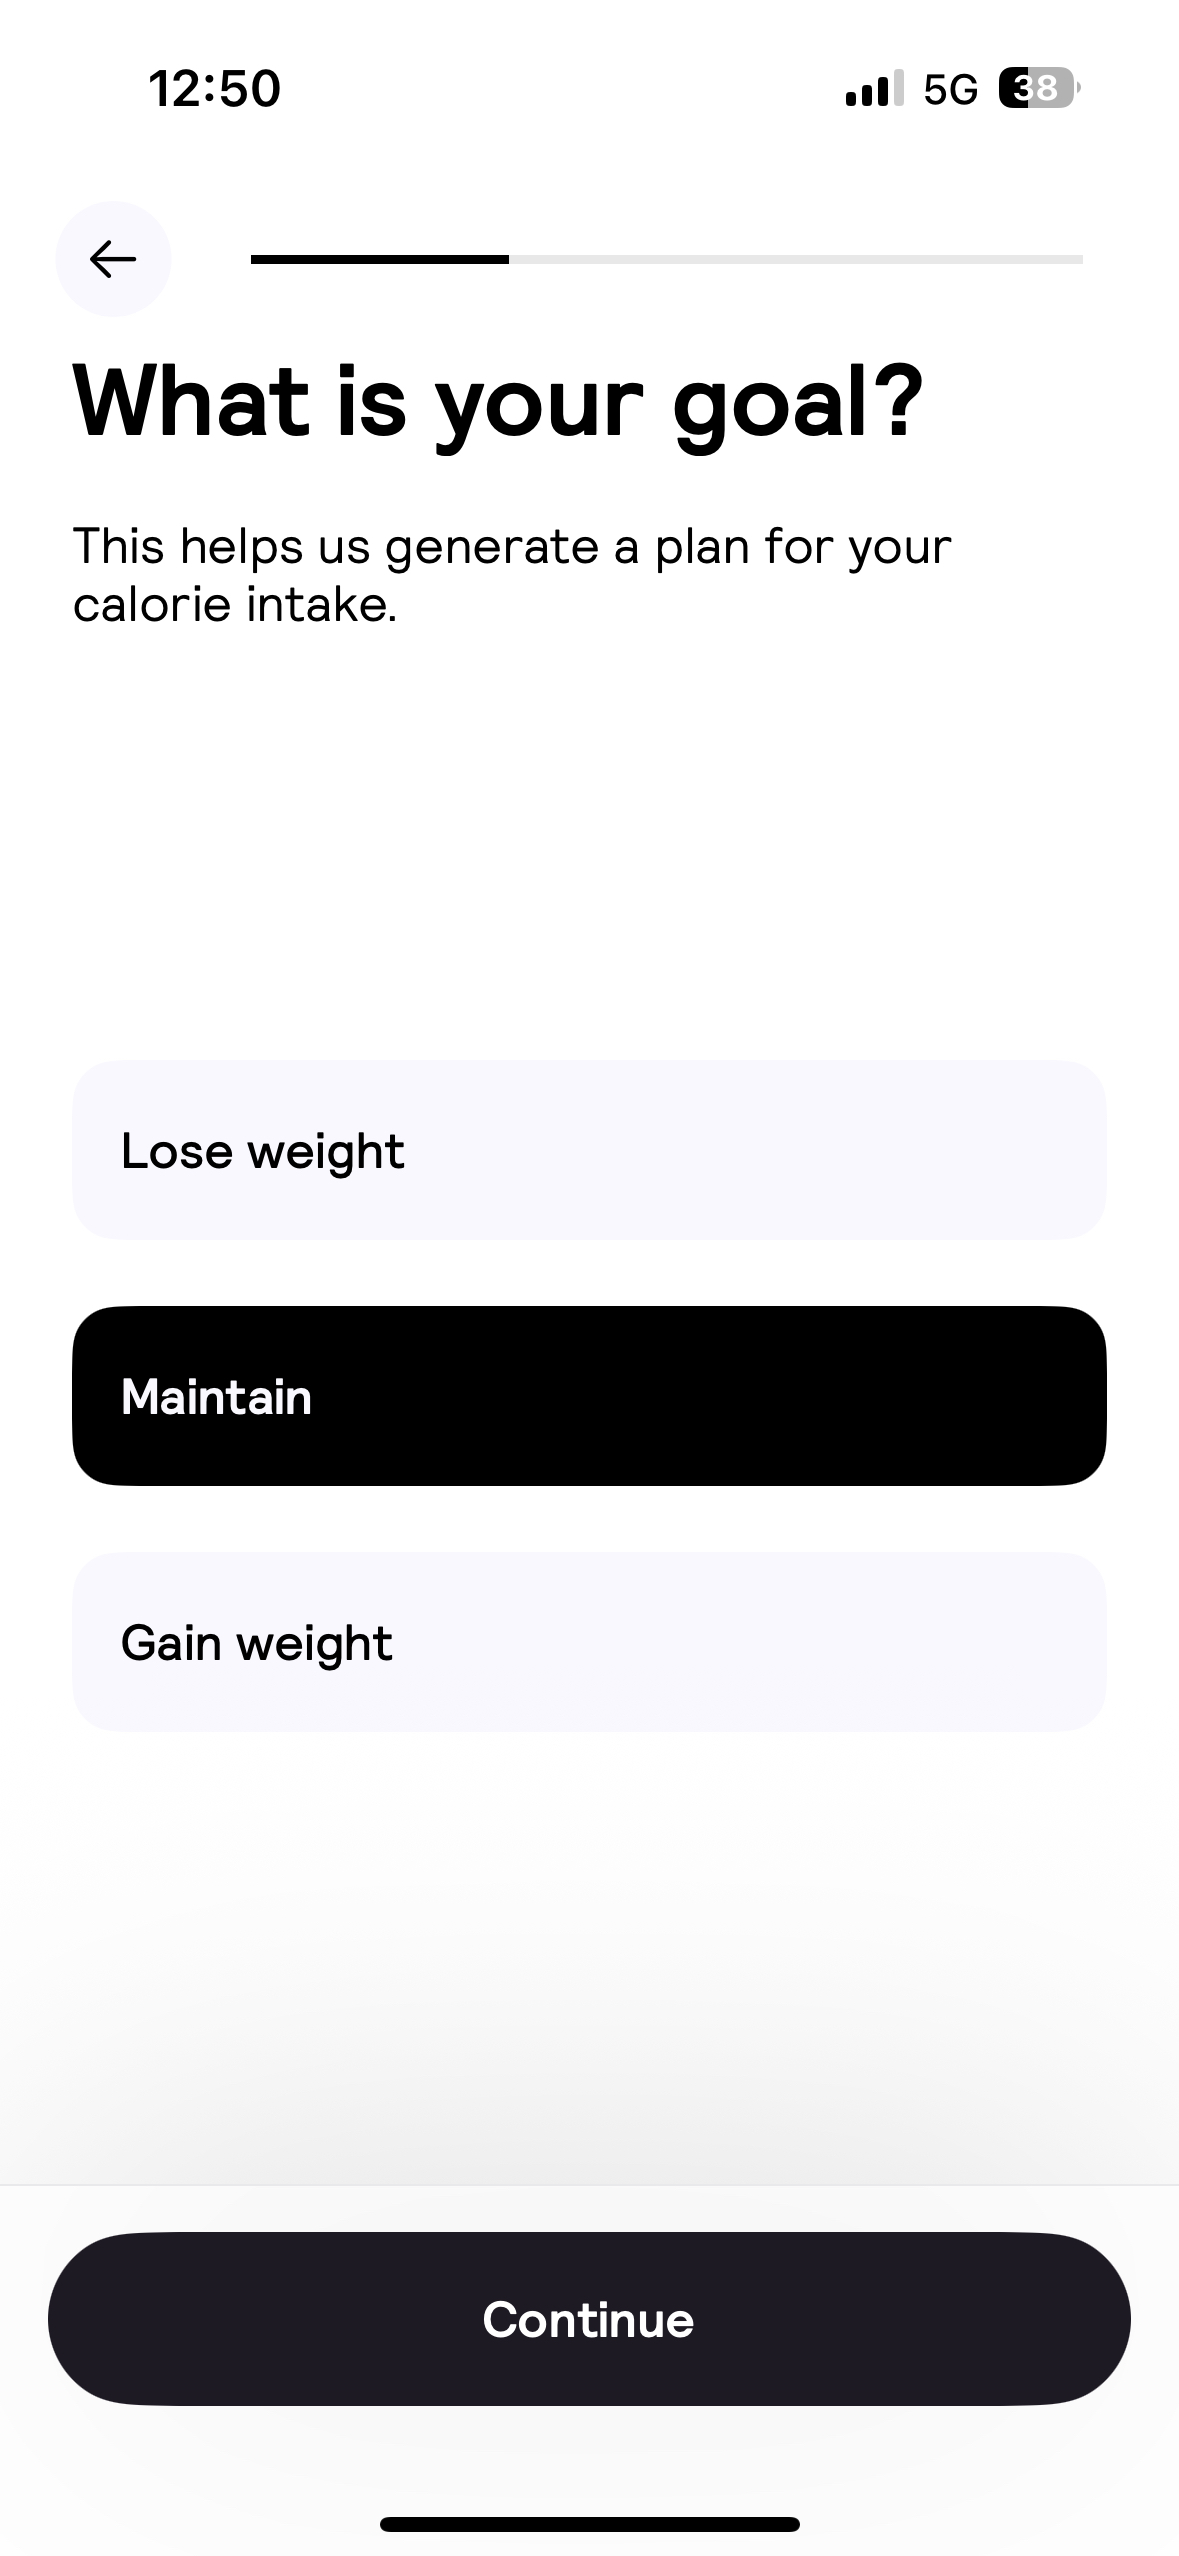 12:50
5G
38
What is your goal?
This helps us generate a plan for your
calorie intake.
Lose weight
Maintain
Gain weight
Continue